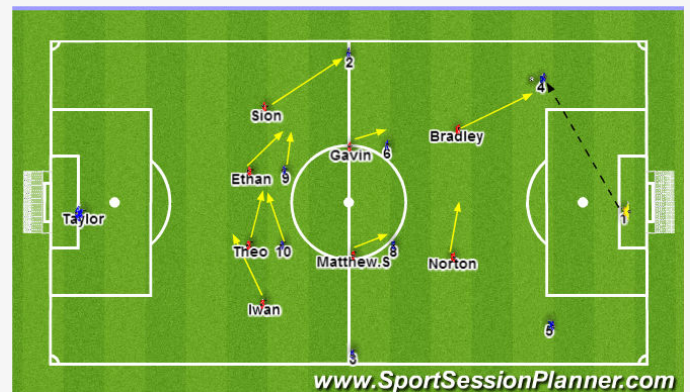 2
4
Sion
Bradley
Gavin
6
Ethan
9
Taylor
1
Theo
10
Matthew.S
8
Norton
Iwan
5
3
www.SportSessionPlanner.com